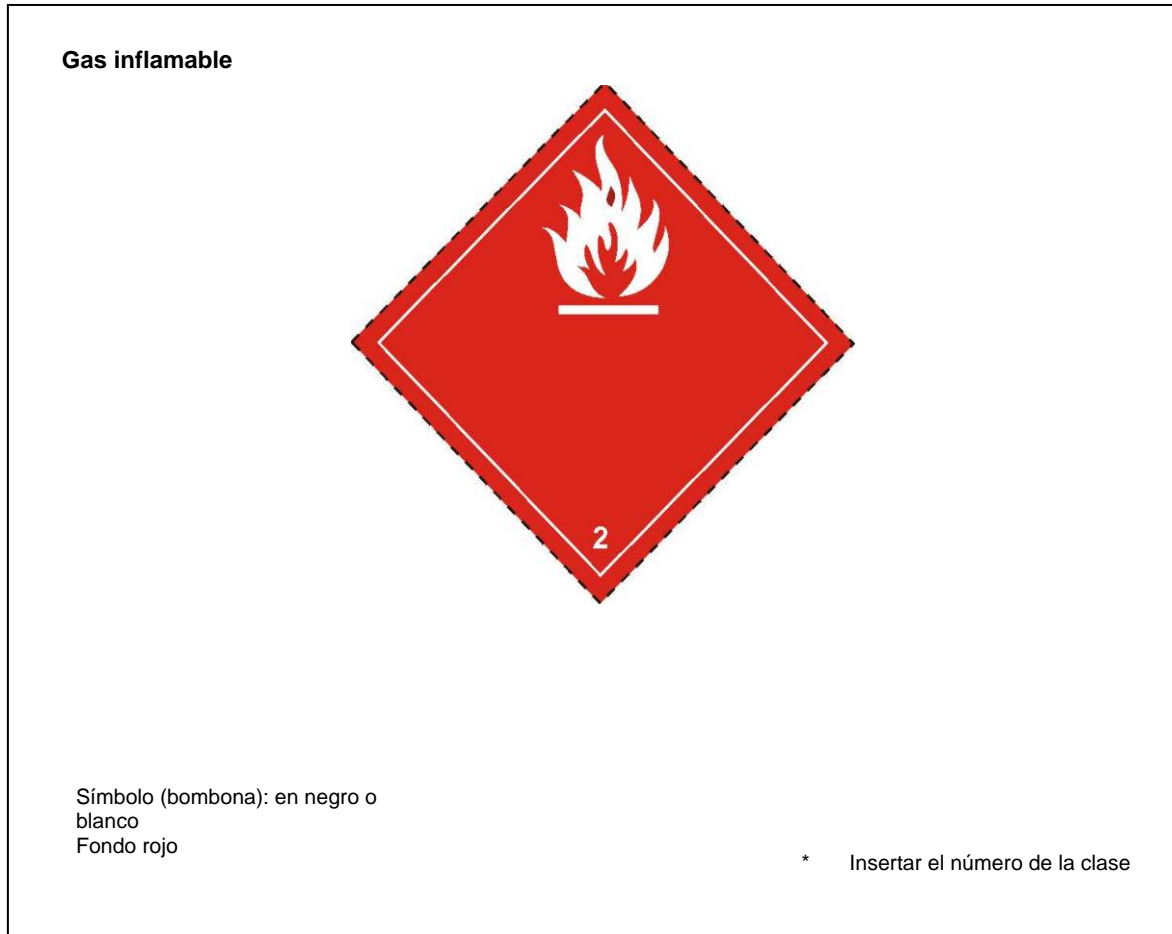 Gas inflamable
2
Símbolo (bombona): en negro o
blanco
Fondo rojo
* Insertar el número de la clase